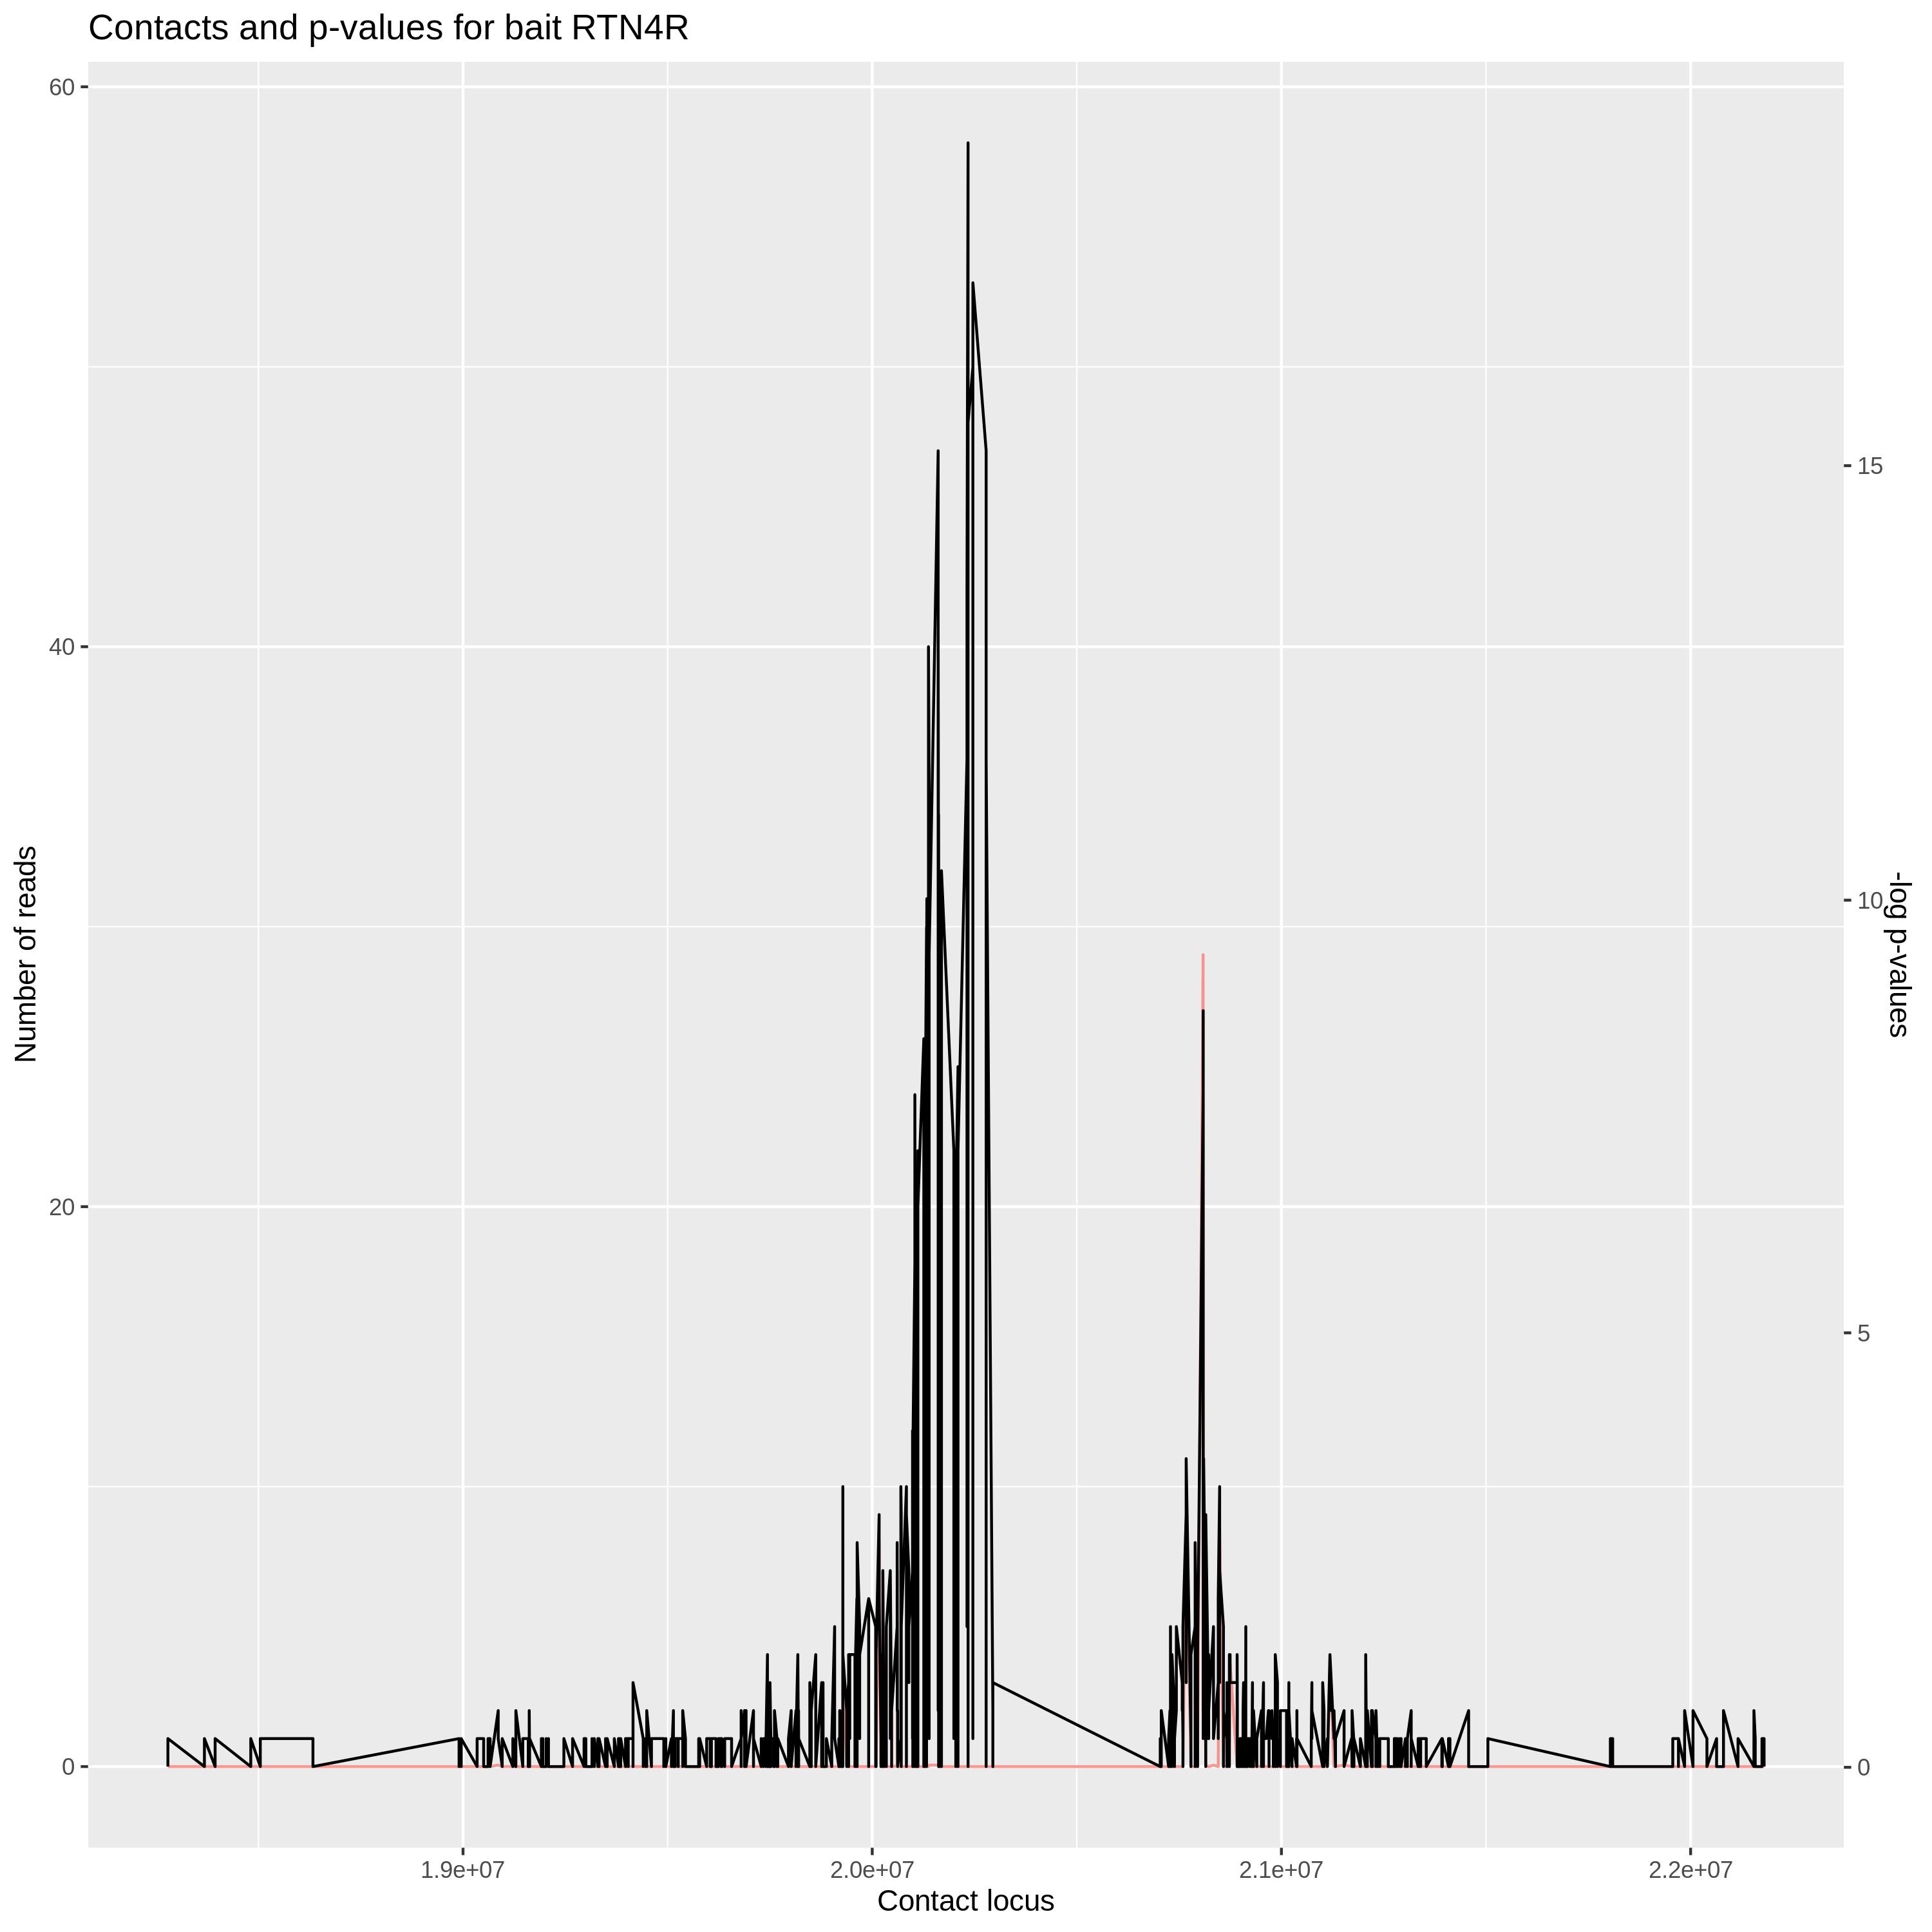 Contacts and p-values for bait RTN4R
60
40
20
0
Number of reads
15
10
5
0
-log p-values
1.9e+07
2.0e+07
2.1e+07
2.2e+07
Contact locus